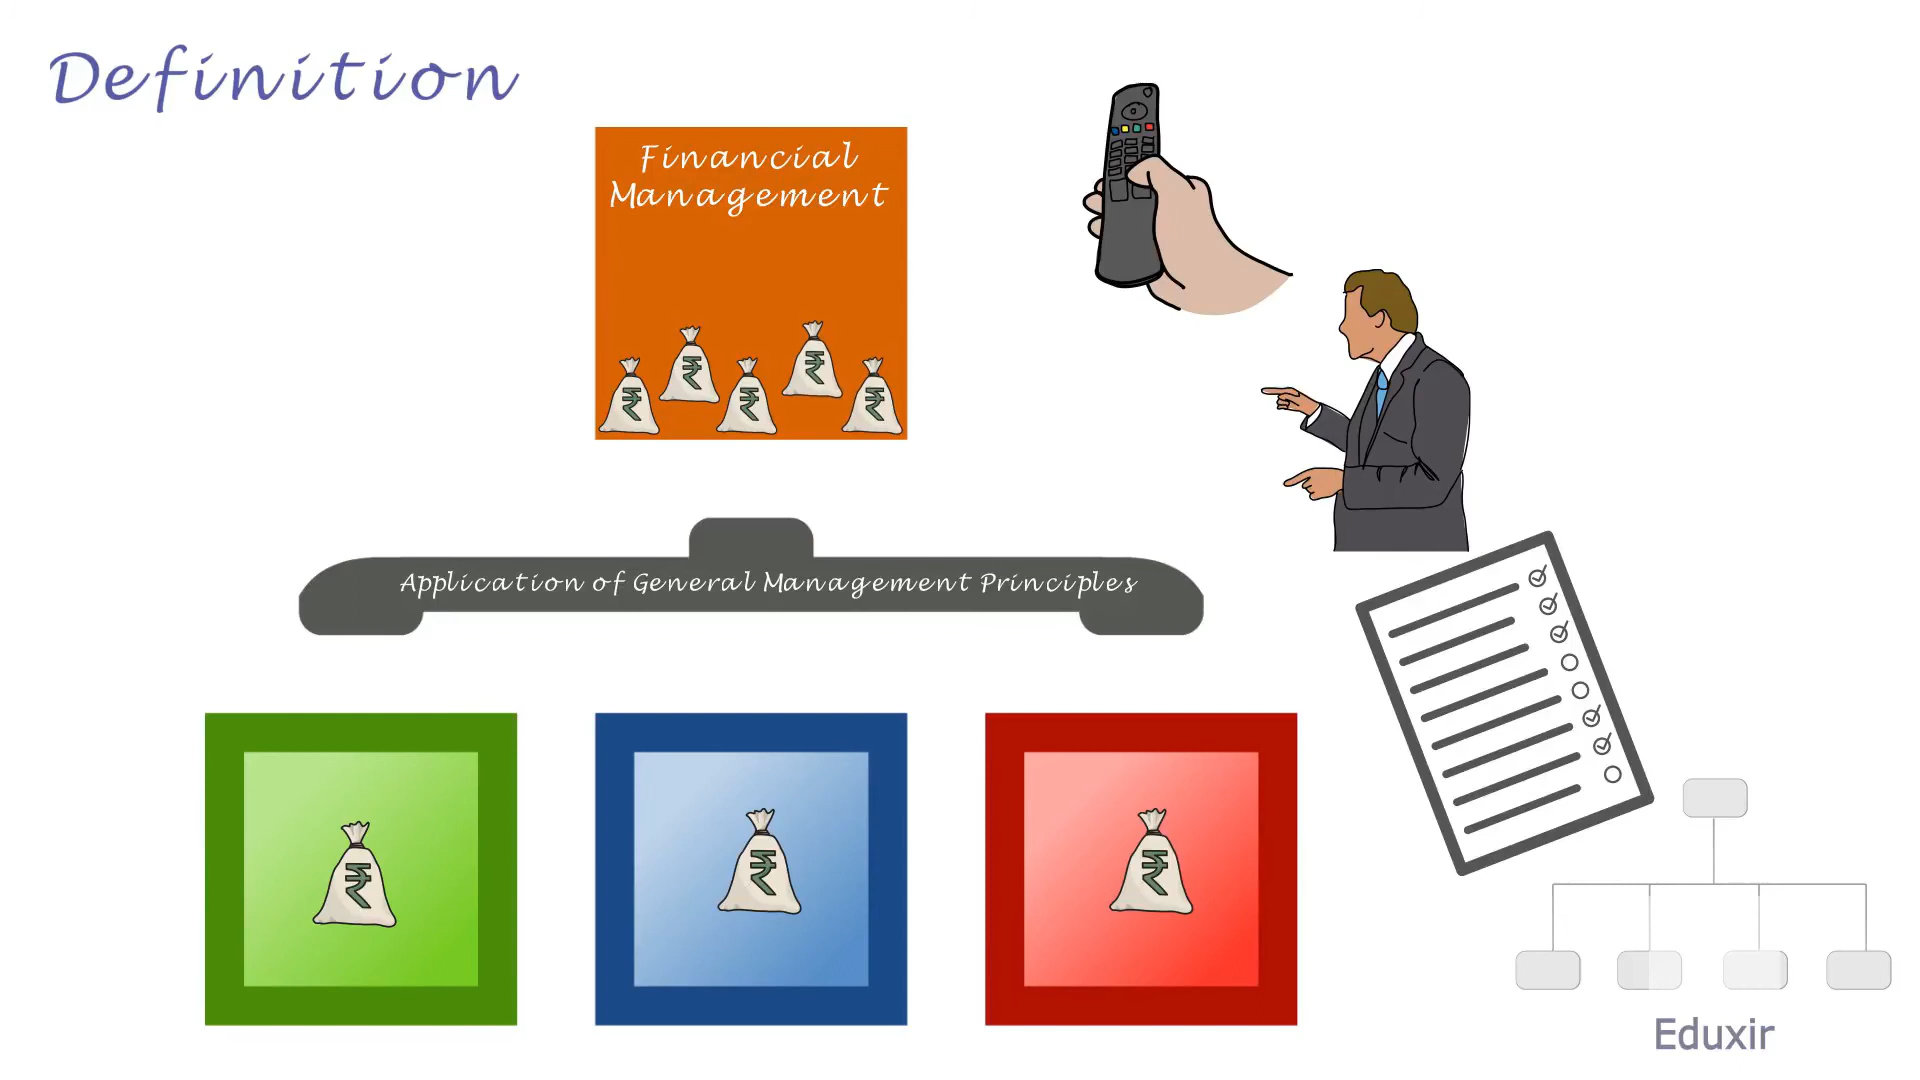 Definition
Financial
Management
₹ ₹ ₹ ₹ ₹
Application of General Management Principles
₹ ₹ ₹
Eduxir